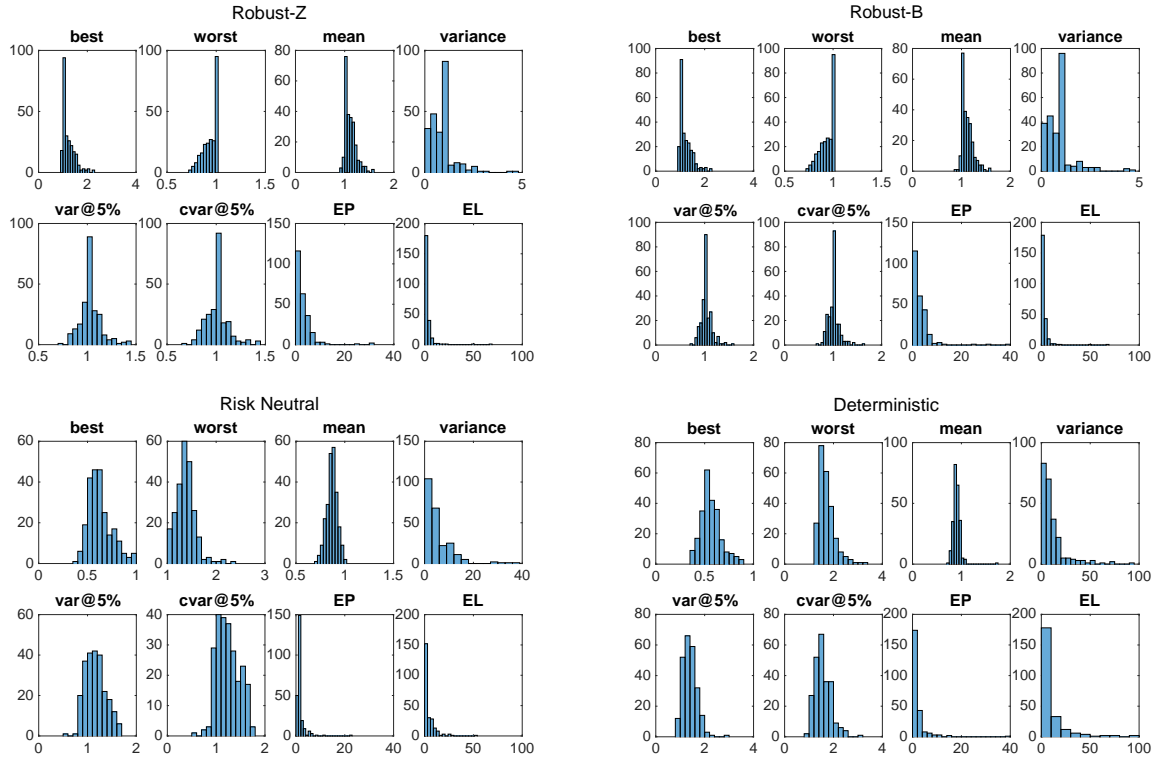 Robust-Z
best worst mean variance
100 100 80 100
80
60
50 50 40 50
20
0 0 0 0
0 2 4 0.5 1 1.5 0 1 2 0 5
var@5% cvar@5% EP EL
100 100 150 200
150
100
50 50 100
50
50
0 0 0 0
0.5 1 1.5 0.5 1 1.5 0 20 40 0 50 100
Robust-B
best worst mean variance
100 100 80 100
80 80 80
60
60 60 60
40
40 40 40
20
20 20 20
0 0 0 0
0 2 4 0.5 1 1.5 0 1 2 0 5
var@5% cvar@5% EP EL
100 100 150 200
80 80
150
100
60 60
100
40 40
50
50
20 20
0 0 0 0
0 1 2 0 1 2 0 20 40 0 50 100
Risk Neutral
best worst mean variance
60 60 60 150
40 40 40 100
20 20 20 50
0 0 0 0
0 0.5 1 1 2 3 0.5 1 1.5 0 20 40
var@5% cvar@5% EP EL
60 40 150 200
30 150
40
100
20 100
20 50
10 50
0 0 0 0
0 1 2 0 1 2 0 20 40 0 50 100
Deterministic
best worst mean variance
80 80 100 100
60 60
40 40 50 50
20 20
0 0 0 0
0 0.5 1 0 2 4 0 1 2 0 50 100
var@5% cvar@5% EP EL
80 80 200 200
60 60 150 150
40 40 100 100
20 20 50 50
0 0 0 0
0 2 4 0 2 4 0 20 40 0 50 100